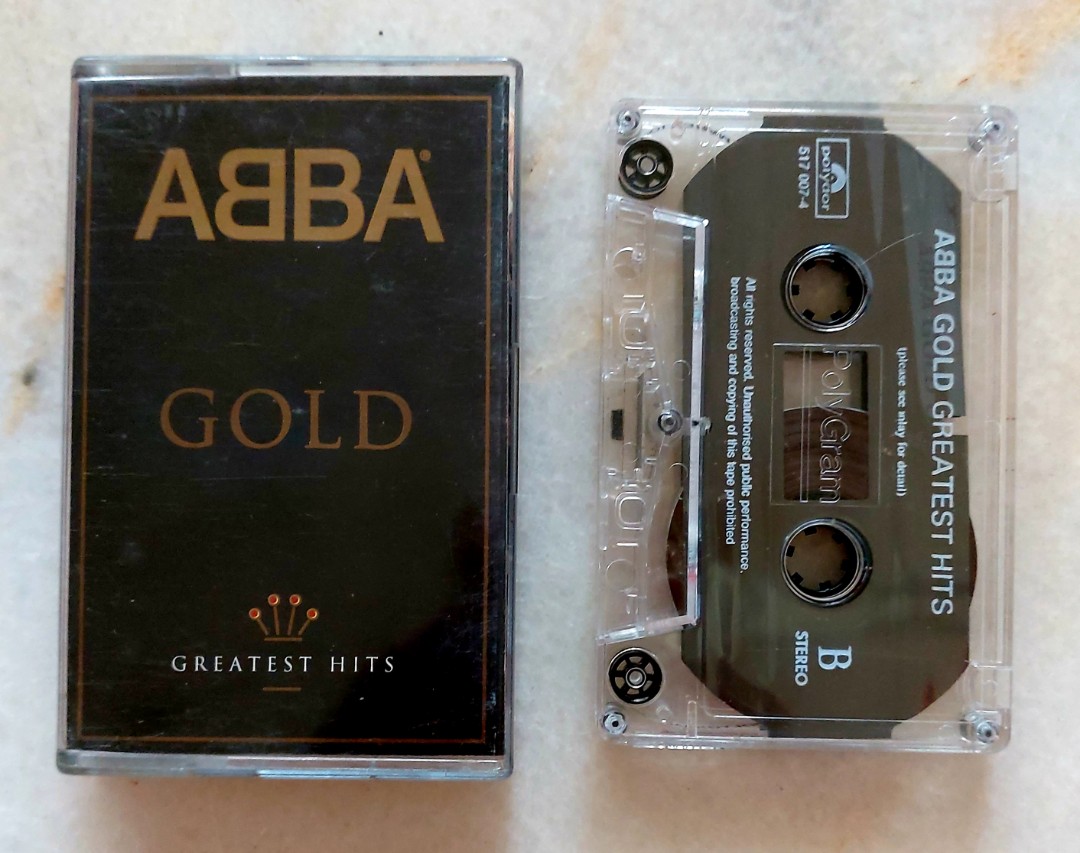 ABBA®
GOLD
GREATEST HITS
ABBA GOLD GREATEST HITS
(please see inlay for detail)
polydor
517 007-4
PolyGram
B
STEREO
All rights reserved. Unauthorised public performance,
broadcasting and copying of this tape prohibited